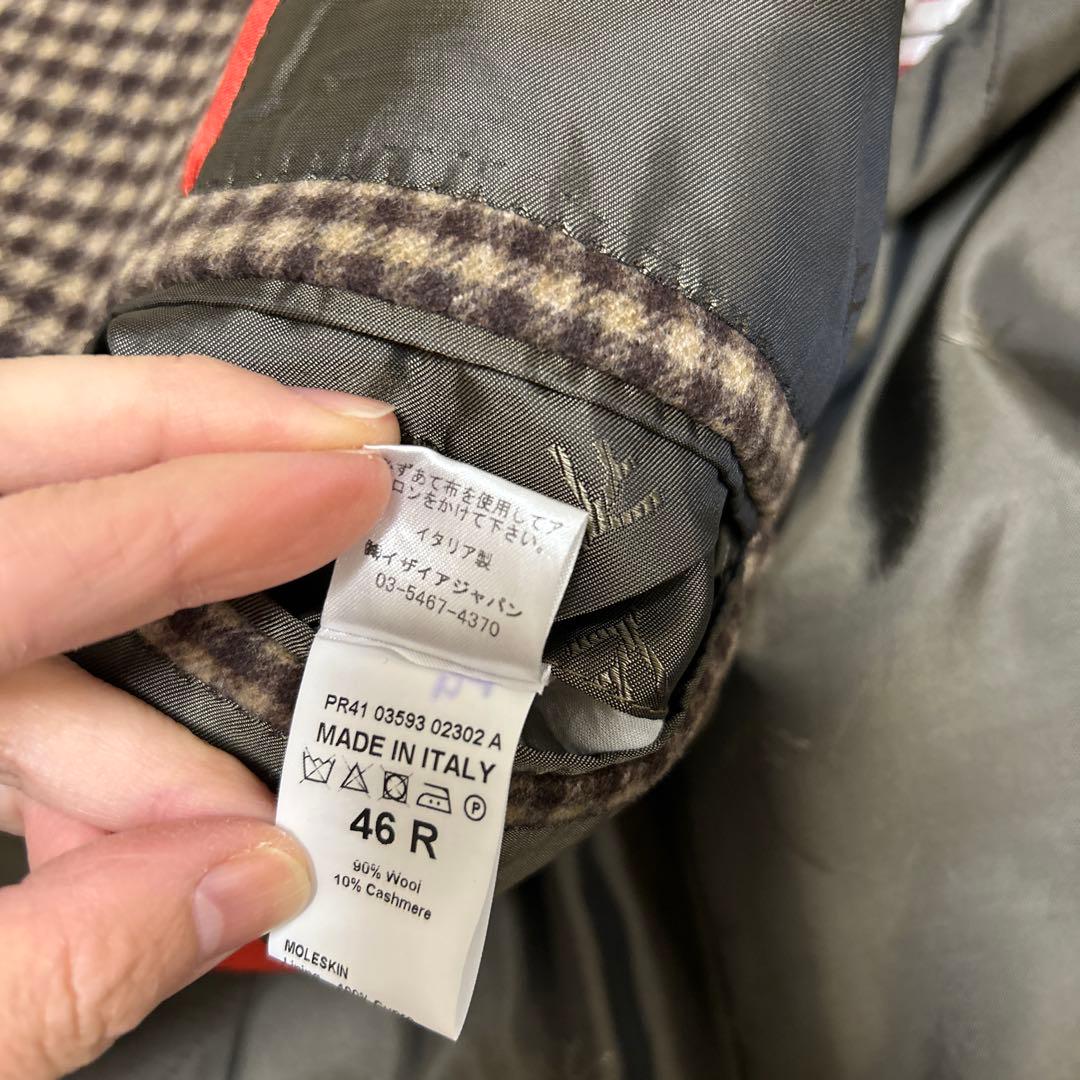 ずあて布を使用してア
ロンをかけて下さい。
イタリア製
㈱イザイアジャパン
03-5467-4370
PR41 03593 02302 A
MADE IN ITALY
P
46 R
90% Wool
10% Cashmere
MOLESKIN